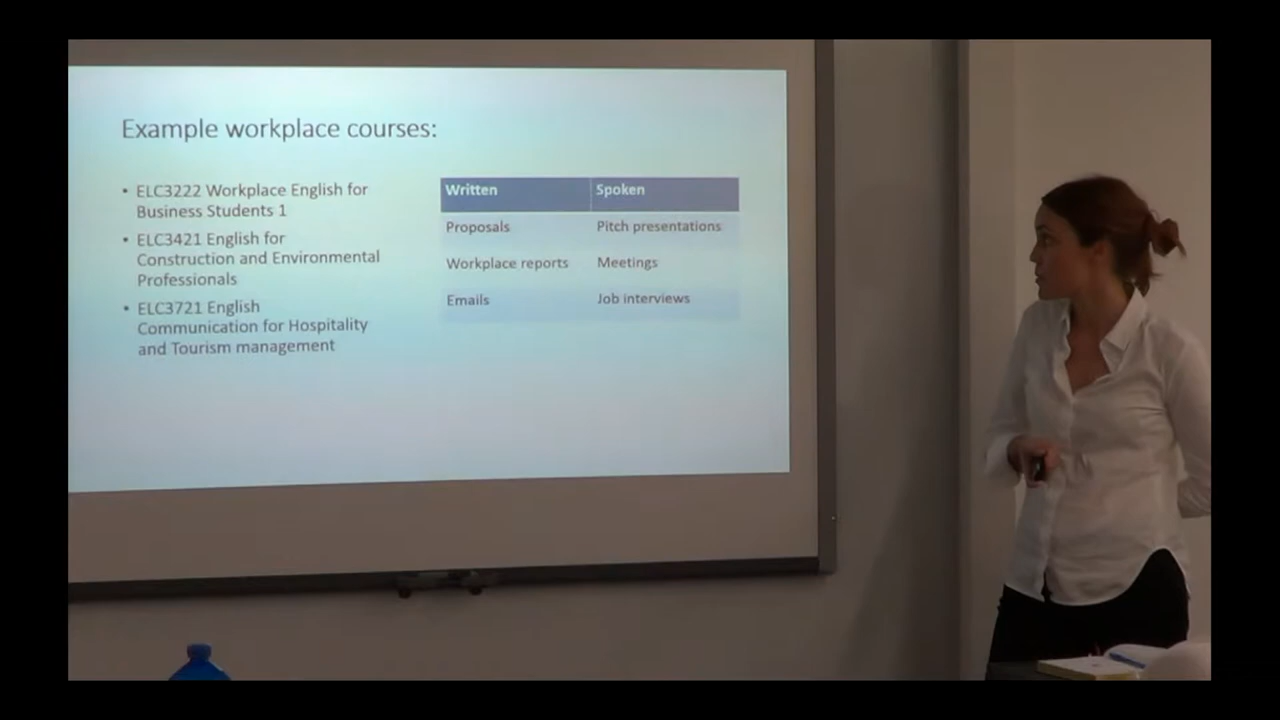 Example workplace courses:
• ELC3222 Workplace English for
Business Students 1
• ELC3421 English for
Construction and Environmental
Professionals
• ELC3721 English
Communication for Hospitality
and Tourism management
Written Spoken
Proposals Pitch presentations
Workplace reports Meetings
Emails Job interviews